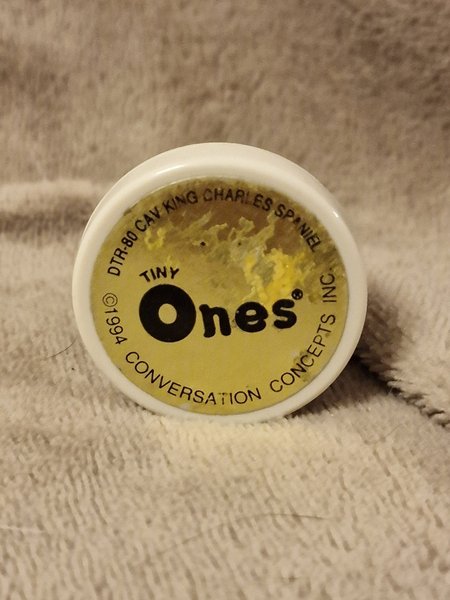 DTR-80 CAV KING CHARLES SPANIEL
TINY
Ones®
©1994 CONVERSATION CONCEPTS INC.